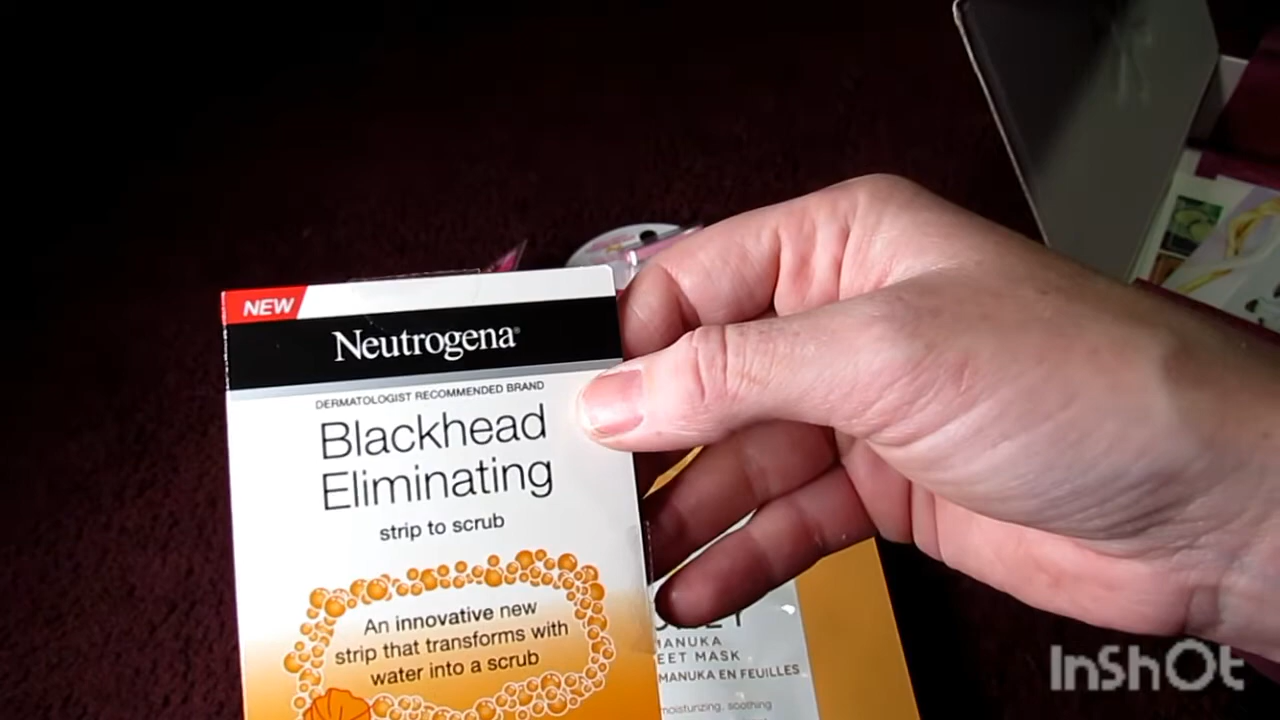 NEW
Neutrogena®
DERMATOLOGIST RECOMMENDED BRAND
Blackhead
Eliminating
strip to scrub
An innovative new
strip that transforms with
water into a scrub
MANUKA
MANUKA EN FEUILLES
MASK
moisturizing, soothing
InShOt